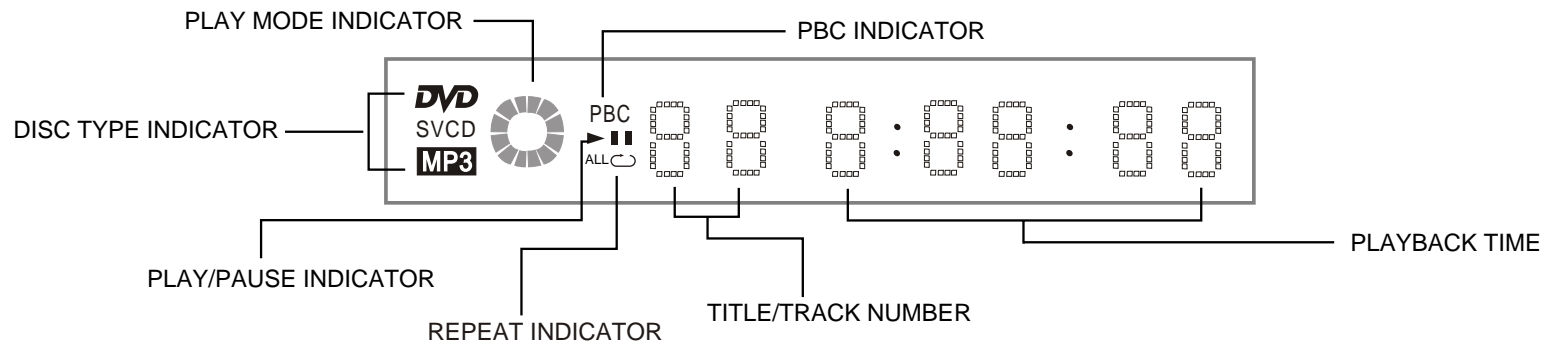 PLAY MODE INDICATOR
PBC INDICATOR
DVD
SVCD
MP3
PBC
ALL
8 8 8:88:88
DISC TYPE INDICATOR
PLAYBACK TIME
PLAY/PAUSE INDICATOR
TITLE/TRACK NUMBER
REPEAT INDICATOR